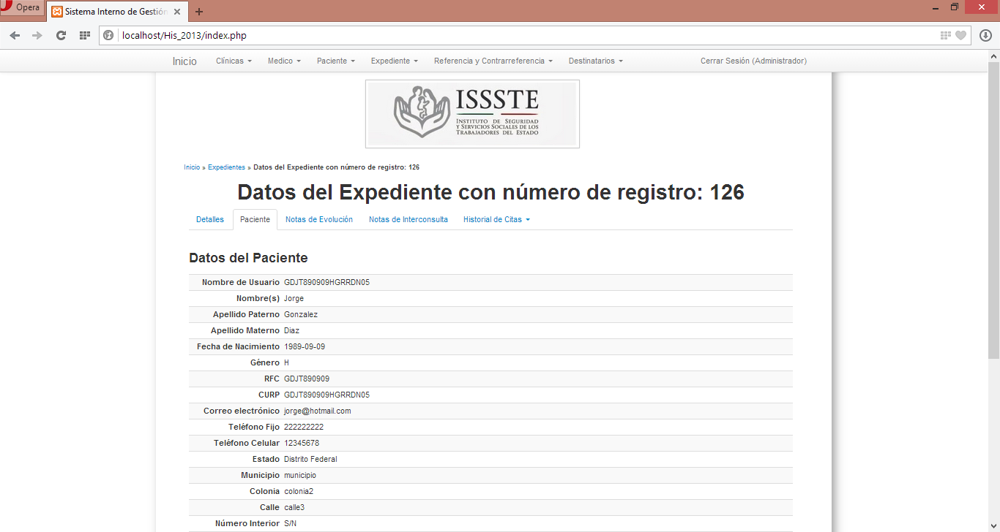 Opera
Sistema Interno de Gestión
localhost/His_2013/index.php
Inicio Clínicas Medico Paciente Expediente Referencia y Contrarreferencia Destinatarios Cerrar Sesión (Administrador)
ISSSTE
INSTITUTO DE SEGURIDAD
Y SERVICIOS SOCIALES DE LOS
TRABAJADORES DEL ESTADO
Inicio » Expedientes » Datos del Expediente con número de registro: 126
Datos del Expediente con número de registro: 126
Detalles Paciente Notas de Evolución Notas de Interconsulta Historial de Citas
Datos del Paciente
Nombre de Usuario GDJT890909HGRRDN05
Nombre(s) Jorge
Apellido Paterno Gonzalez
Apellido Materno Diaz
Fecha de Nacimiento 1989-09-09
Género H
RFC GDJT890909
CURP GDJT890909HGRRDN05
Correo electrónico jorge@hotmail.com
Teléfono Fijo 222222222
Teléfono Celular 12345678
Estado Distrito Federal
Municipio municipio
Colonia colonia2
Calle calle3
Número Interior S/N